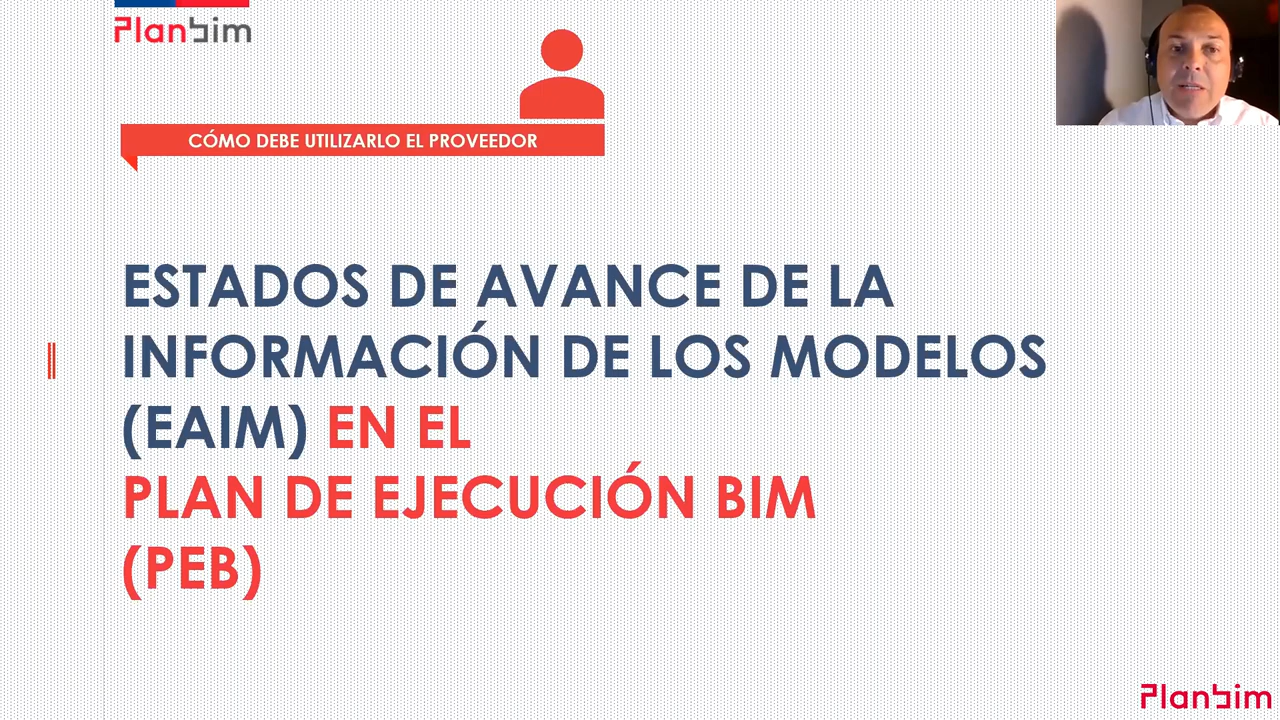 Planbim
CÓMO DEBE UTILIZARLO EL PROVEEDOR
ESTADOS DE AVANCE DE LA
INFORMACIÓN DE LOS MODELOS
(EAIM) EN EL
PLAN DE EJECUCIÓN BIM
(PEB)
Planbim